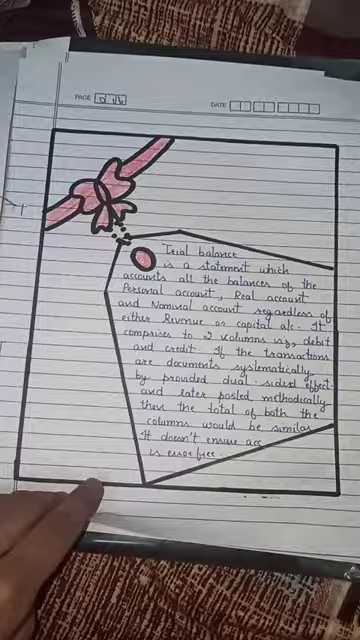 PAGE
DATE
Trial balance
is a statement which
accounts all the balances of the
Personal account, Real account
and Nominal account regardless of
either Revenue or capital a/c. It
comprises to 2 columns viz, debit
and credit. If the transactions
are documents systematically
by provided dual-sided effect
and later posted methodically
then the total of both the
columns would be similar
It doesn't ensure acc
is error free.